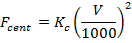 F_cent = K_c (V/1000)^2